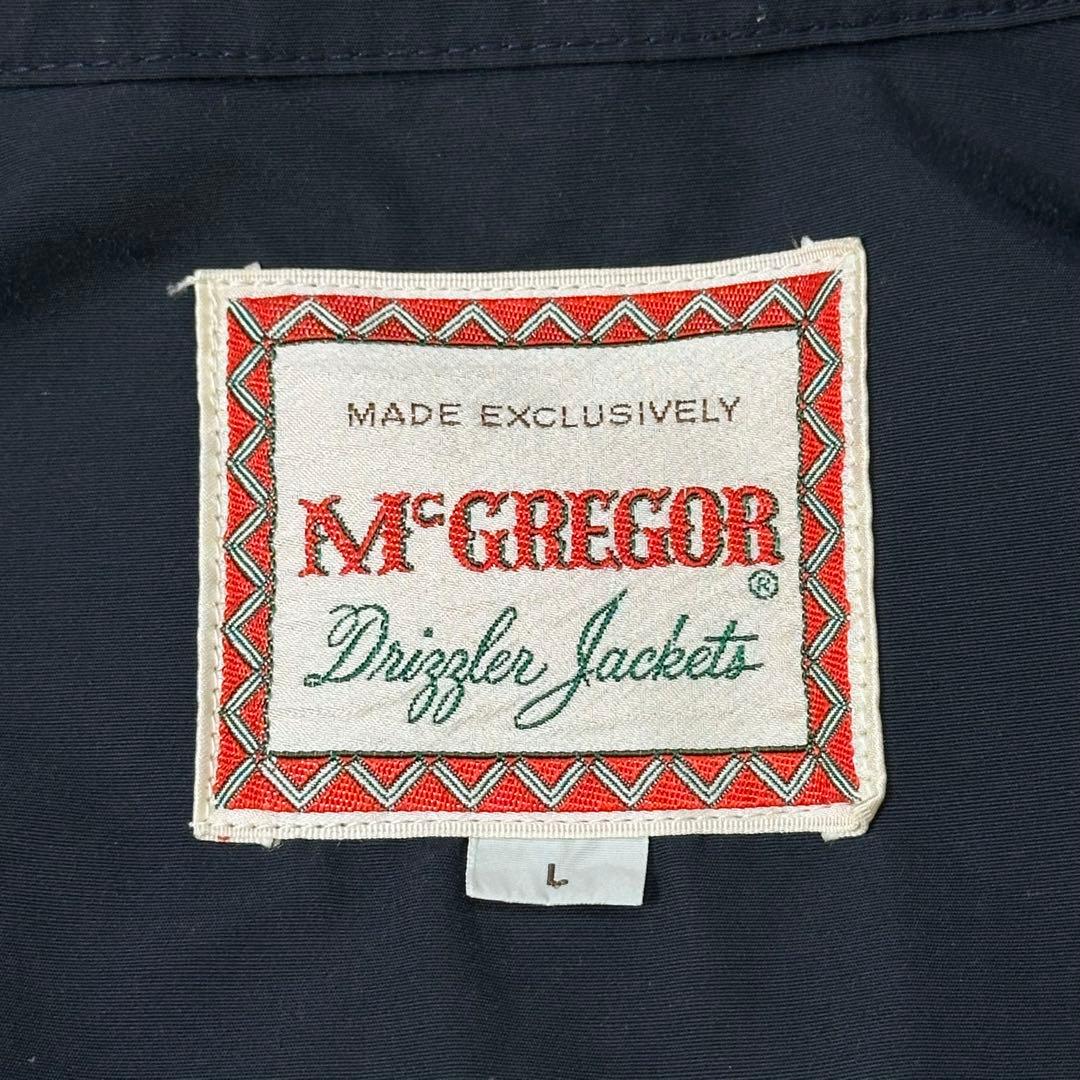 MADE EXCLUSIVELY
McGREGOR
®
Drizzler Jackets
L